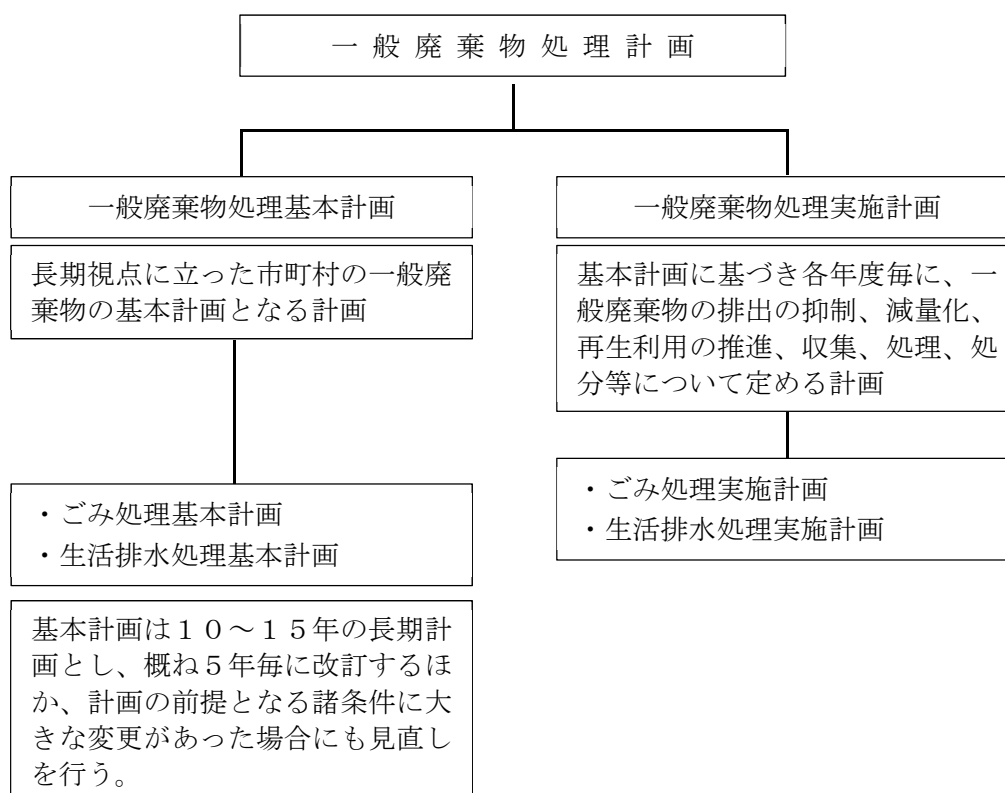 一般廃棄物処理計画
一般廃棄物処理基本計画
長期視点に立った市町村の一般廃
棄物の基本計画となる計画
・ごみ処理基本計画
・生活排水処理基本計画
基本計画は１０～１５年の長期計
画とし、概ね５年毎に改訂するほ
か、計画の前提となる諸条件に大
きな変更があった場合にも見直し
を行う。
一般廃棄物処理実施計画
基本計画に基づき各年度毎に、一
般廃棄物の排出の抑制、減量化、
再生利用の推進、収集、処理、処
分等について定める計画
・ごみ処理実施計画
・生活排水処理実施計画